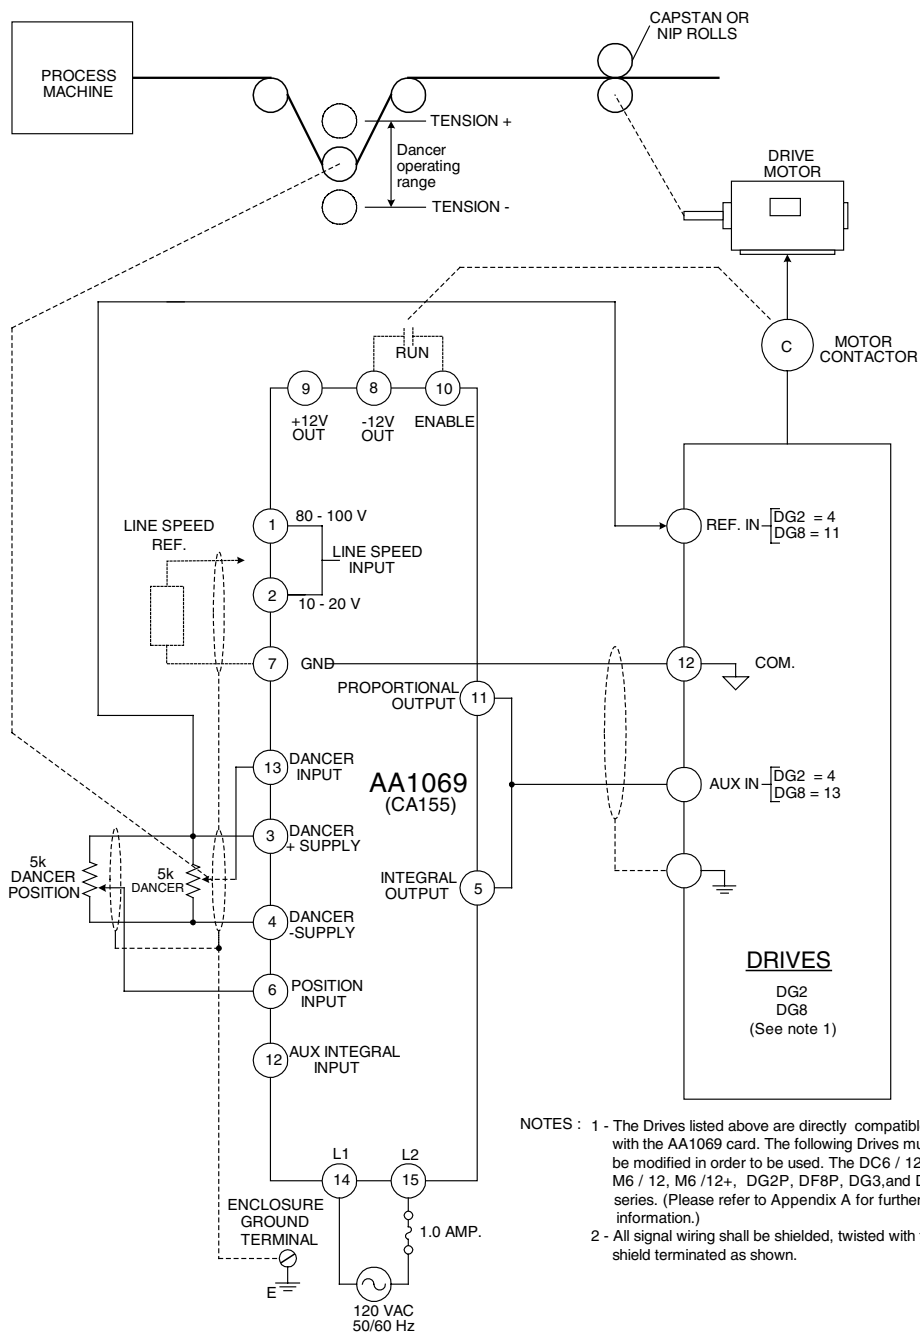 CAPSTAN OR
NIP ROLLS
PROCESS
MACHINE
TENSION +
Dancer
operating
range
TENSION -
DRIVE
MOTOR
C
MOTOR
CONTACTOR
RUN
9
8
10
+12V
OUT
-12V
OUT
ENABLE
LINE SPEED
REF.
1
80 - 100 V
LINE SPEED
INPUT
2
10 - 20 V
REF. IN
DG2 = 4
DG8 = 11
7
GND
12
COM.
PROPORTIONAL
OUTPUT
11
13
DANCER
INPUT
AA1069
(CA155)
AUX IN
DG2 = 4
DG8 = 13
3
DANCER
+ SUPPLY
5k
DANCER
POSITION
5k
DANCER
INTEGRAL
OUTPUT
5
4
DANCER
-SUPPLY
6
POSITION
INPUT
DRIVES
DG2
DG8
(See note 1)
12
AUX INTEGRAL
INPUT
L1
L2
14
15
1.0 AMP.
ENCLOSURE
GROUND
TERMINAL
E
120 VAC
50/60 Hz
NOTES : 1 - The Drives listed above are directly compatible
with the AA1069 card. The following Drives
be modified in order to be used. The DC6 / 12
M6 / 12, M6 /12+, DG2P, DF8P, DG3,and
series. (Please refer to Appendix A for further
information.)
2 - All signal wiring shall be shielded, twisted with
shield terminated as shown.